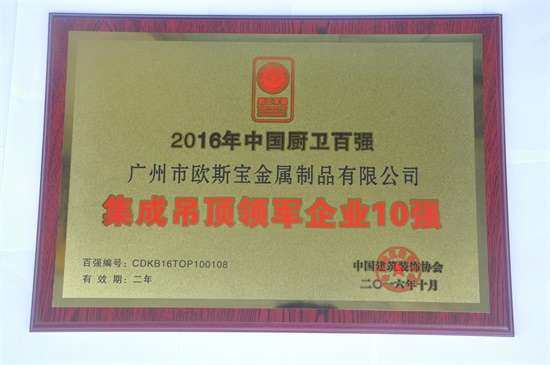 2016年中国厨卫百强
广州市欧斯宝金属制品有限公司
集成吊顶领军企业10强
百强编号：CDKB16TOP100108
有效期：二年
中国建筑装饰协会
二〇一六年十月